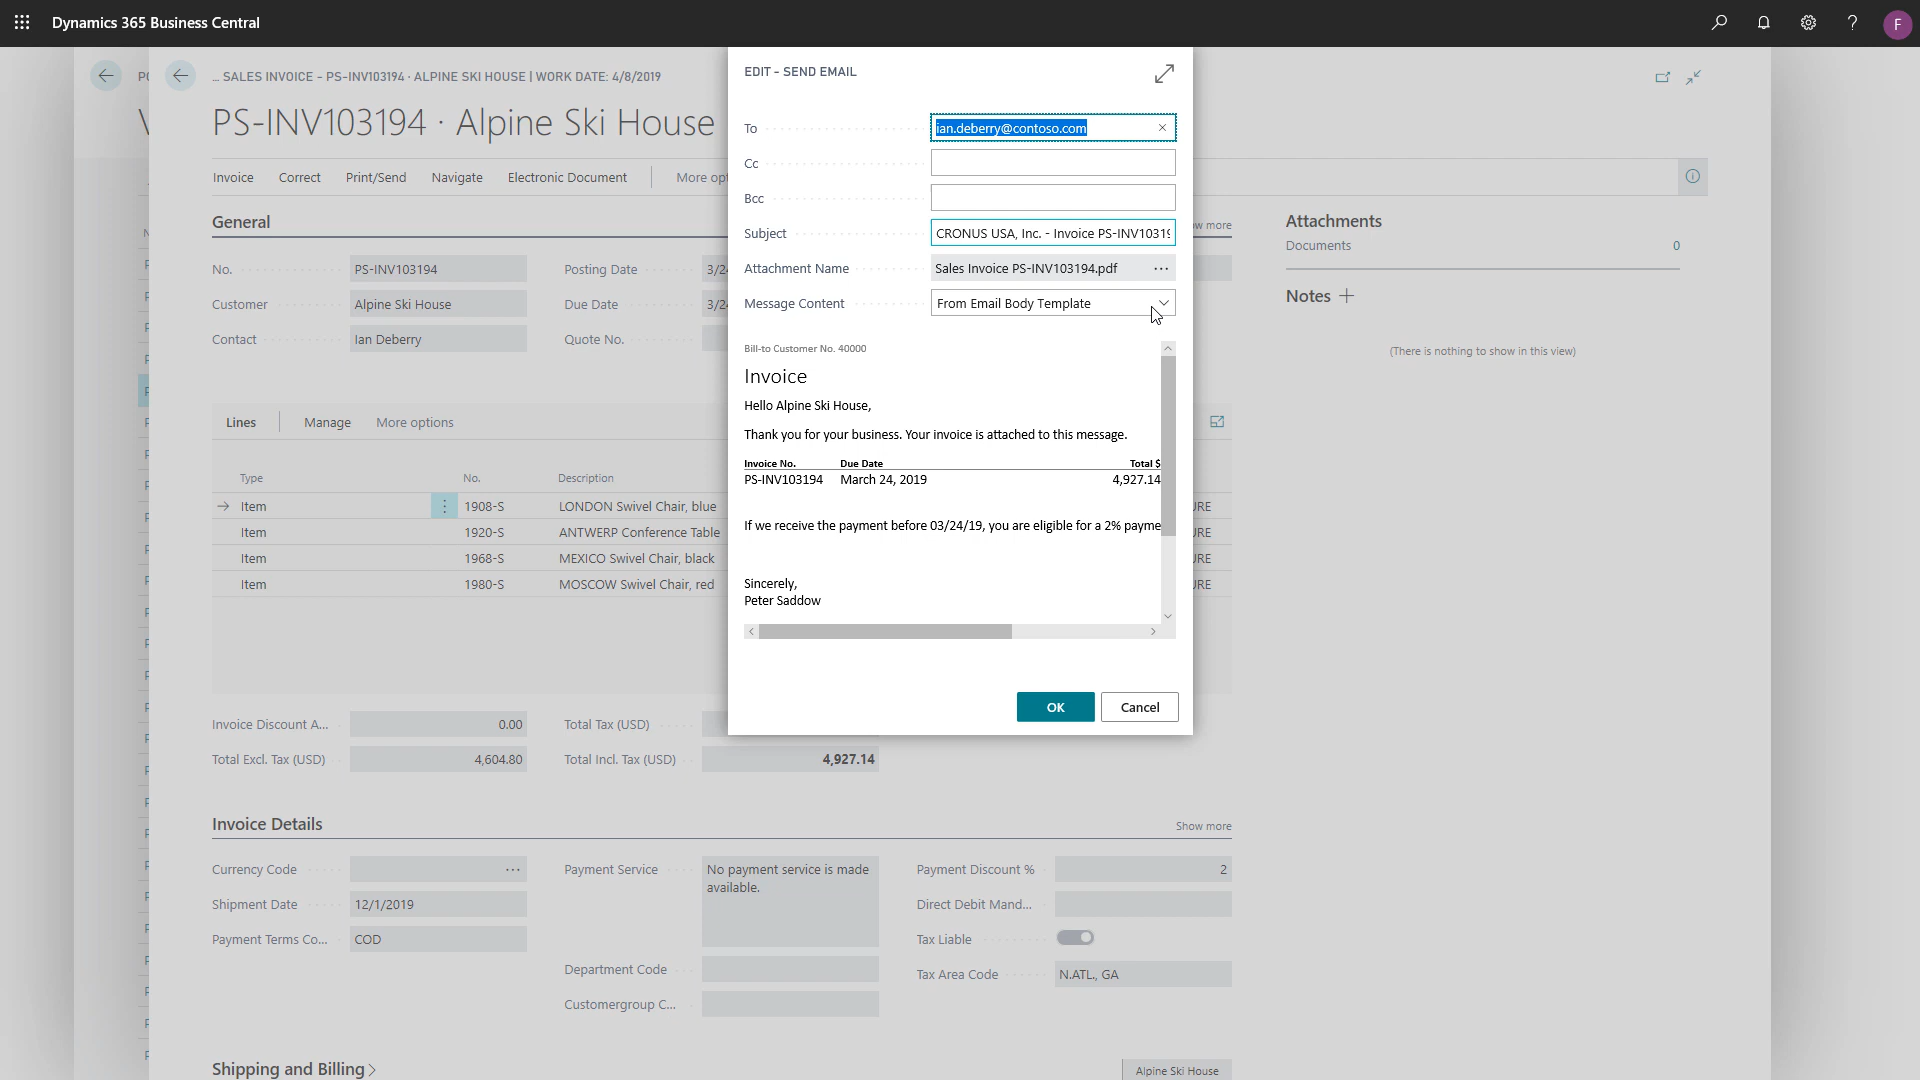 Dynamics 365 Business Central
F
... SALES INVOICE - PS-INV103194 · ALPINE SKI HOUSE | WORK DATE: 4/8/2019
PS-INV103194 · Alpine Ski House
Invoice
Correct
Print/Send
Navigate
Electronic Document
General
No.
PS-INV103194
Posting Date
Customer
Alpine Ski House
Due Date
Contact
Ian Deberry
Quote No.
Lines
Manage
More options
Type
No.
Description
Item
1908-S
LONDON Swivel Chair, blue
Item
1920-S
ANTWERP Conference Table
Item
1968-S
MEXICO Swivel Chair, black
Item
1980-S
MOSCOW Swivel Chair, red
Invoice Discount A...
0.00
Total Tax (USD)
Total Excl. Tax (USD)
4,604.80
Total Incl. Tax (USD)
4,927.14
Invoice Details
Show more
Currency Code
...
Payment Service
No payment service is made
available.
Payment Discount %
2
Shipment Date
12/1/2019
Direct Debit Mand...
Payment Terms Co...
COD
Tax Liable
Department Code
Tax Area Code
N.ATL., GA
Customergroup C...
Shipping and Billing >
Alpine Ski House
Attachments
Documents
0
Notes +
(There is nothing to show in this view)
EDIT - SEND EMAIL
To
ian.deberry@contoso.com
Cc
Bcc
Subject
CRONUS USA, Inc. - Invoice PS-INV10319
Attachment Name
Sales Invoice PS-INV103194.pdf
...
Message Content
From Email Body Template
Bill-to Customer No. 40000
Invoice
Hello Alpine Ski House,
Thank you for your business. Your invoice is attached to this message.
Invoice No.
Due Date
Total $
PS-INV103194
March 24, 2019
4,927.14
If we receive the payment before 03/24/19, you are eligible for a 2% payme
Sincerely,
Peter Saddow
OK
Cancel